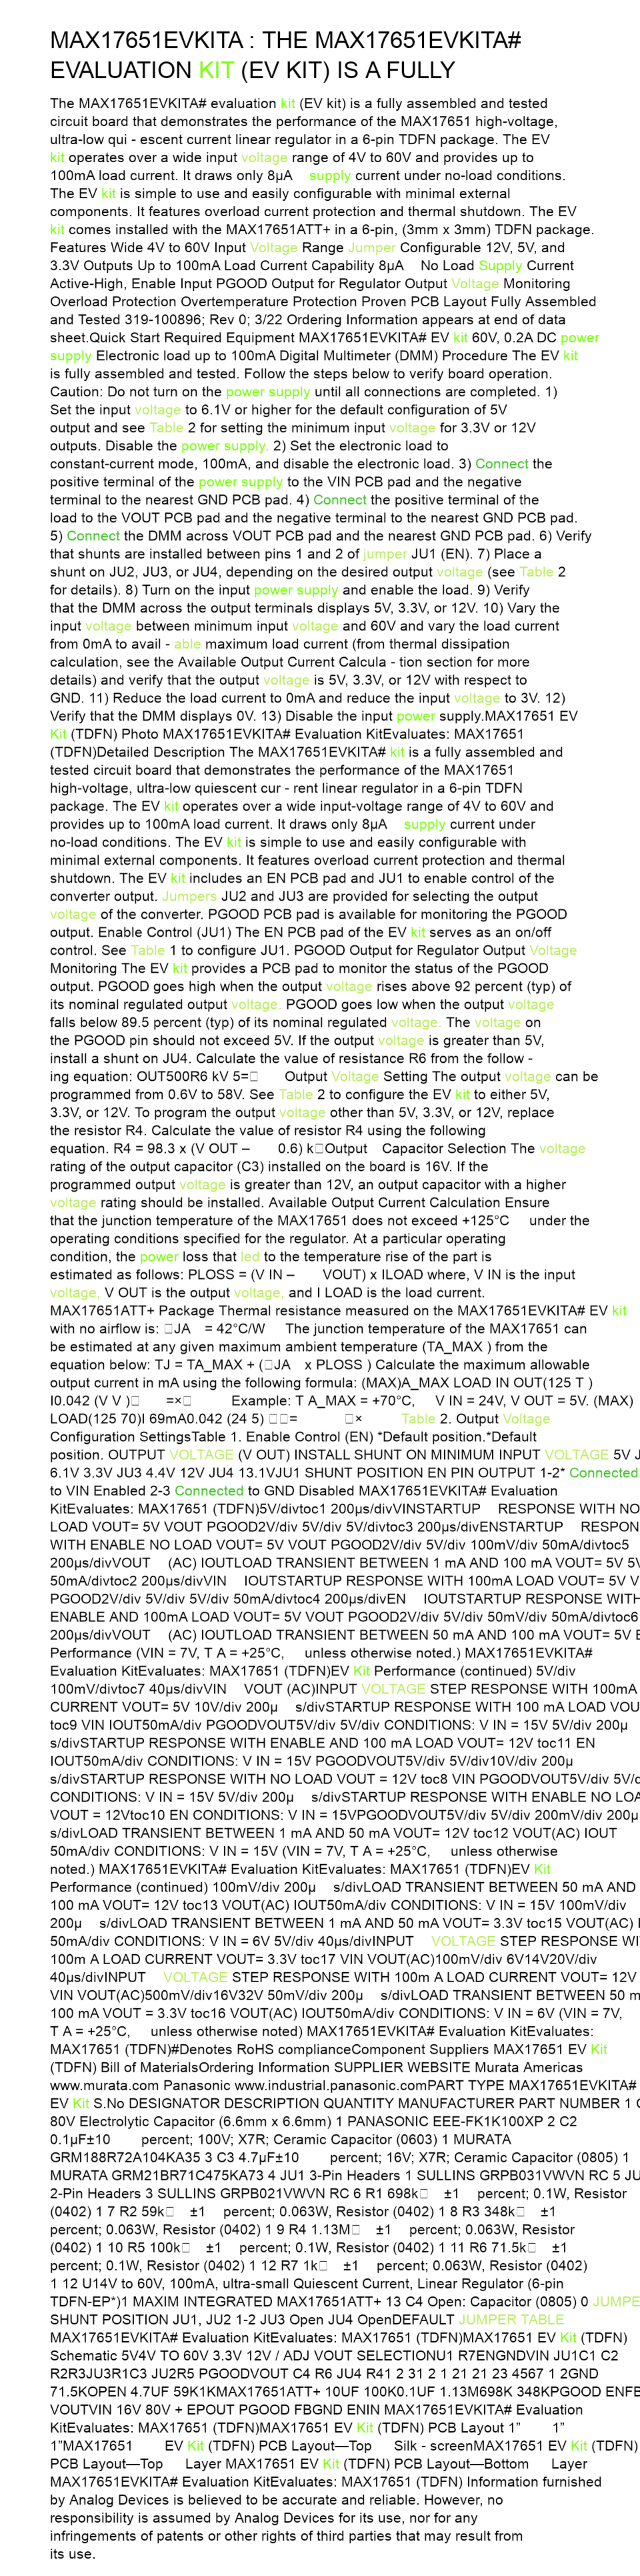 MAX17651EVKITA : THE MAX17651EVKITA#
EVALUATION KIT (EV KIT) IS A FULLY
The MAX17651EVKITA# evaluation kit (EV kit) is a fully assembled and tested
circuit board that demonstrates the performance of the MAX17651 high-voltage,
ultra-low qui - escent current linear regulator in a 6-pin TDFN package. The EV
kit operates over a wide input voltage range of 4V to 60V and provides up to
100mA load current. It draws only 8μA supply current under no-load conditions.
The EV kit is simple to use and easily configurable with minimal external
components. It features overload current protection and thermal shutdown. The EV
kit comes installed with the MAX17651ATT+ in a 6-pin, (3mm x 3mm) TDFN package.
Features Wide 4V to 60V Input Voltage Range Jumper Configurable 12V, 5V, and
3.3V Outputs Up to 100mA Load Current Capability 8μA No Load Supply Current
Active-High, Enable Input PGOOD Output for Regulator Output Voltage Monitoring
Overload Protection Overtemperature Protection Proven PCB Layout Fully Assembled
and Tested 319-100896; Rev 0; 3/22 Ordering Information appears at end of data
sheet.Quick Start Required Equipment MAX17651EVKITA# EV kit 60V, 0.2A DC power
supply Electronic load up to 100mA Digital Multimeter (DMM) Procedure The EV kit
is fully assembled and tested. Follow the steps below to verify board operation.
Caution: Do not turn on the power supply until all connections are completed. 1)
Set the input voltage to 6.1V or higher for the default configuration of 5V
output and see Table 2 for setting the minimum input voltage for 3.3V or 12V
outputs. Disable the power supply. 2) Set the electronic load to
constant-current mode, 100mA, and disable the electronic load. 3) Connect the
positive terminal of the power supply to the VIN PCB pad and the negative
terminal to the nearest GND PCB pad. 4) Connect the positive terminal of the
load to the VOUT PCB pad and the negative terminal to the nearest GND PCB pad.
5) Connect the DMM across VOUT PCB pad and the nearest GND PCB pad. 6) Verify
that shunts are installed between pins 1 and 2 of jumper JU1 (EN). 7) Place a
shunt on JU2, JU3, or JU4, depending on the desired output voltage (see Table 2
for details). 8) Turn on the input power supply and enable the load. 9) Verify
that the DMM across the output terminals displays 5V, 3.3V, or 12V. 10) Vary the
input voltage between minimum input voltage and 60V and vary the load current
from 0mA to avail - able maximum load current (from thermal dissipation
calculation, see the Available Output Current Calcula - tion section for more
details) and verify that the output voltage is 5V, 3.3V, or 12V with respect to
GND. 11) Reduce the load current to 0mA and reduce the input voltage to 3V. 12)
Verify that the DMM displays 0V. 13) Disable the input power supply.MAX17651 EV
Kit (TDFN) Photo MAX17651EVKITA# Evaluation KitEvaluates: MAX17651
(TDFN)Detailed Description The MAX17651EVKITA# kit is a fully assembled and
tested circuit board that demonstrates the performance of the MAX17651
high-voltage, ultra-low quiescent cur - rent linear regulator in a 6-pin TDFN
package. The EV kit operates over a wide input-voltage range of 4V to 60V and
provides up to 100mA load current. It draws only 8μA supply current under
no-load conditions. The EV kit is simple to use and easily configurable with
minimal external components. It features overload current protection and thermal
shutdown. The EV kit includes an EN PCB pad and JU1 to enable control of the
converter output. Jumpers JU2 and JU3 are provided for selecting the output
voltage of the converter. PGOOD PCB pad is available for monitoring the PGOOD
output. Enable Control (JU1) The EN PCB pad of the EV kit serves as an on/off
control. See Table 1 to configure JU1. PGOOD Output for Regulator Output Voltage
Monitoring The EV kit provides a PCB pad to monitor the status of the PGOOD
output. PGOOD goes high when the output voltage rises above 92 percent (typ) of
its nominal regulated output voltage. PGOOD goes low when the output voltage
falls below 89.5 percent (typ) of its nominal regulated voltage. The voltage on
the PGOOD pin should not exceed 5V. If the output voltage is greater than 5V,
install a shunt on JU4. Calculate the value of resistance R6 from the follow -
ing equation: OUT500R6 kV 5=□ Output Voltage Setting The output voltage can be
programmed from 0.6V to 58V. See Table 2 to configure the EV kit to either 5V,
3.3V, or 12V. To program the output voltage other than 5V, 3.3V, or 12V, replace
the resistor R4. Calculate the value of resistor R4 using the following
equation. R4 = 98.3 x (V OUT – 0.6) k□Output Capacitor Selection The voltage
rating of the output capacitor (C3) installed on the board is 16V. If the
programmed output voltage is greater than 12V, an output capacitor with a higher
voltage rating should be installed. Available Output Current Calculation Ensure
that the junction temperature of the MAX17651 does not exceed +125°C under the
operating conditions specified for the regulator. At a particular operating
condition, the power loss that led to the temperature rise of the part is
estimated as follows: PLOSS = (V IN – VOUT) x ILOAD where, V IN is the input
voltage, V OUT is the output voltage, and I LOAD is the load current.
MAX17651ATT+ Package Thermal resistance measured on the MAX17651EVKITA# EV kit
with no airflow is: □JA = 42°C/W The junction temperature of the MAX17651 can
be estimated at any given maximum ambient temperature (TA_MAX ) from the
equation below: TJ = TA_MAX + (□JA x PLOSS ) Calculate the maximum allowable
output current in mA using the following formula: (MAX)A_MAX LOAD IN OUT(125 T )
I0.042 (V V )□ =×□ Example: T A_MAX = +70°C, V IN = 24V, V OUT = 5V. (MAX)
LOAD(125 70)I 69mA0.042 (24 5) □□= □× Table 2. Output Voltage
Configuration SettingsTable 1. Enable Control (EN) *Default position.*Default
position. OUTPUT VOLTAGE (V OUT) INSTALL SHUNT ON MINIMUM INPUT VOLTAGE 5V J
6.1V 3.3V JU3 4.4V 12V JU4 13.1VJU1 SHUNT POSITION EN PIN OUTPUT 1-2* Connected
to VIN Enabled 2-3 Connected to GND Disabled MAX17651EVKITA# Evaluation
KitEvaluates: MAX17651 (TDFN)5V/divtoc1 200μs/divVINSTARTUP RESPONSE WITH NO
LOAD VOUT= 5V VOUT PGOOD2V/div 5V/div 5V/divtoc3 200μs/divENSTARTUP RESPON
WITH ENABLE NO LOAD VOUT= 5V VOUT PGOOD2V/div 5V/div 100mV/div 50mA/divtoc5
200μs/divVOUT (AC) IOUTLOAD TRANSIENT BETWEEN 1 mA AND 100 mA VOUT= 5V 5V
50mA/divtoc2 200μs/divVIN IOUTSTARTUP RESPONSE WITH 100mA LOAD VOUT= 5V V
PGOOD2V/div 5V/div 5V/div 50mA/divtoc4 200μs/divEN IOUTSTARTUP RESPONSE WITH
ENABLE AND 100mA LOAD VOUT= 5V VOUT PGOOD2V/div 5V/div 50mV/div 50mA/divtoc6
200μs/divVOUT (AC) IOUTLOAD TRANSIENT BETWEEN 50 mA AND 100 mA VOUT= 5V E
Performance (VIN = 7V, T A = +25°C, unless otherwise noted.) MAX17651EVKITA#
Evaluation KitEvaluates: MAX17651 (TDFN)EV Kit Performance (continued) 5V/div
100mV/divtoc7 40μs/divVIN VOUT (AC)INPUT VOLTAGE STEP RESPONSE WITH 100mA
CURRENT VOUT= 5V 10V/div 200μ s/divSTARTUP RESPONSE WITH 100 mA LOAD VOU
toc9 VIN IOUT50mA/div PGOODVOUT5V/div 5V/div CONDITIONS: V IN = 15V 5V/div 200μ
s/divSTARTUP RESPONSE WITH ENABLE AND 100 mA LOAD VOUT= 12V toc11 EN
IOUT50mA/div CONDITIONS: V IN = 15V PGOODVOUT5V/div 5V/div10V/div 200μ
s/divSTARTUP RESPONSE WITH NO LOAD VOUT = 12V toc8 VIN PGOODVOUT5V/div 5V/d
CONDITIONS: V IN = 15V 5V/div 200μ s/divSTARTUP RESPONSE WITH ENABLE NO LOA
VOUT = 12Vtoc10 EN CONDITIONS: V IN = 15VPGOODVOUT5V/div 5V/div 200mV/div 200μ
s/divLOAD TRANSIENT BETWEEN 1 mA AND 50 mA VOUT= 12V toc12 VOUT(AC) IOUT
50mA/div CONDITIONS: V IN = 15V (VIN = 7V, T A = +25°C, unless otherwise
noted.) MAX17651EVKITA# Evaluation KitEvaluates: MAX17651 (TDFN)EV Kit
Performance (continued) 100mV/div 200μ s/divLOAD TRANSIENT BETWEEN 50 mA AND
100 mA VOUT= 12V toc13 VOUT(AC) IOUT50mA/div CONDITIONS: V IN = 15V 100mV/div
200μ s/divLOAD TRANSIENT BETWEEN 1 mA AND 50 mA VOUT= 3.3V toc15 VOUT(AC) I
50mA/div CONDITIONS: V IN = 6V 5V/div 40μs/divINPUT VOLTAGE STEP RESPONSE WI
100m A LOAD CURRENT VOUT= 3.3V toc17 VIN VOUT(AC)100mV/div 6V14V20V/div
40μs/divINPUT VOLTAGE STEP RESPONSE WITH 100m A LOAD CURRENT VOUT= 12V
VIN VOUT(AC)500mV/div16V32V 50mV/div 200μ s/divLOAD TRANSIENT BETWEEN 50 m
100 mA VOUT = 3.3V toc16 VOUT(AC) IOUT50mA/div CONDITIONS: V IN = 6V (VIN = 7V,
T A = +25°C, unless otherwise noted) MAX17651EVKITA# Evaluation KitEvaluates:
MAX17651 (TDFN)#Denotes RoHS complianceComponent Suppliers MAX17651 EV Kit
(TDFN) Bill of MaterialsOrdering Information SUPPLIER WEBSITE Murata Americas
www.murata.com Panasonic www.industrial.panasonic.comPART TYPE MAX17651EVKITA#
EV Kit S.No DESIGNATOR DESCRIPTION QUANTITY MANUFACTURER PART NUMBER 1 C
80V Electrolytic Capacitor (6.6mm x 6.6mm) 1 PANASONIC EEE-FK1K100XP 2 C2
0.1μF±10 percent; 100V; X7R; Ceramic Capacitor (0603) 1 MURATA
GRM188R72A104KA35 3 C3 4.7μF±10 percent; 16V; X7R; Ceramic Capacitor (0805) 1
MURATA GRM21BR71C475KA73 4 JU1 3-Pin Headers 1 SULLINS GRPB031VWVN RC 5 JU
2-Pin Headers 3 SULLINS GRPB021VWVN RC 6 R1 698k□ ±1 percent; 0.1W, Resistor
(0402) 1 7 R2 59k□ ±1 percent; 0.063W, Resistor (0402) 1 8 R3 348k□ ±1
percent; 0.063W, Resistor (0402) 1 9 R4 1.13M□ ±1 percent; 0.063W, Resistor
(0402) 1 10 R5 100k□ ±1 percent; 0.1W, Resistor (0402) 1 11 R6 71.5k□ ±1
percent; 0.1W, Resistor (0402) 1 12 R7 1k□ ±1 percent; 0.063W, Resistor (0402)
1 12 U14V to 60V, 100mA, ultra-small Quiescent Current, Linear Regulator (6-pin
TDFN-EP*)1 MAXIM INTEGRATED MAX17651ATT+ 13 C4 Open: Capacitor (0805) 0 JUMPE
SHUNT POSITION JU1, JU2 1-2 JU3 Open JU4 OpenDEFAULT JUMPER TABLE
MAX17651EVKITA# Evaluation KitEvaluates: MAX17651 (TDFN)MAX17651 EV Kit (TDFN)
Schematic 5V4V TO 60V 3.3V 12V / ADJ VOUT SELECTIONU1 R7ENGNDVIN JU1C1 C2
R2R3JU3R1C3 JU2R5 PGOODVOUT C4 R6 JU4 R41 2 31 2 1 21 21 23 4567 1 2GND
71.5KOPEN 4.7UF 59K1KMAX17651ATT+ 10UF 100K0.1UF 1.13M698K 348KPGOOD ENFE
VOUTVIN 16V 80V + EPOUT PGOOD FBGND ENIN MAX17651EVKITA# Evaluation
KitEvaluates: MAX17651 (TDFN)MAX17651 EV Kit (TDFN) PCB Layout 1” 1”
1”MAX17651 EV Kit (TDFN) PCB Layout—Top Silk - screenMAX17651 EV Kit (TDFN)
PCB Layout—Top Layer MAX17651 EV Kit (TDFN) PCB Layout—Bottom Layer
MAX17651EVKITA# Evaluation KitEvaluates: MAX17651 (TDFN) Information furnished
by Analog Devices is believed to be accurate and reliable. However, no
responsibility is assumed by Analog Devices for its use, nor for any
infringements of patents or other rights of third parties that may result from
its use.